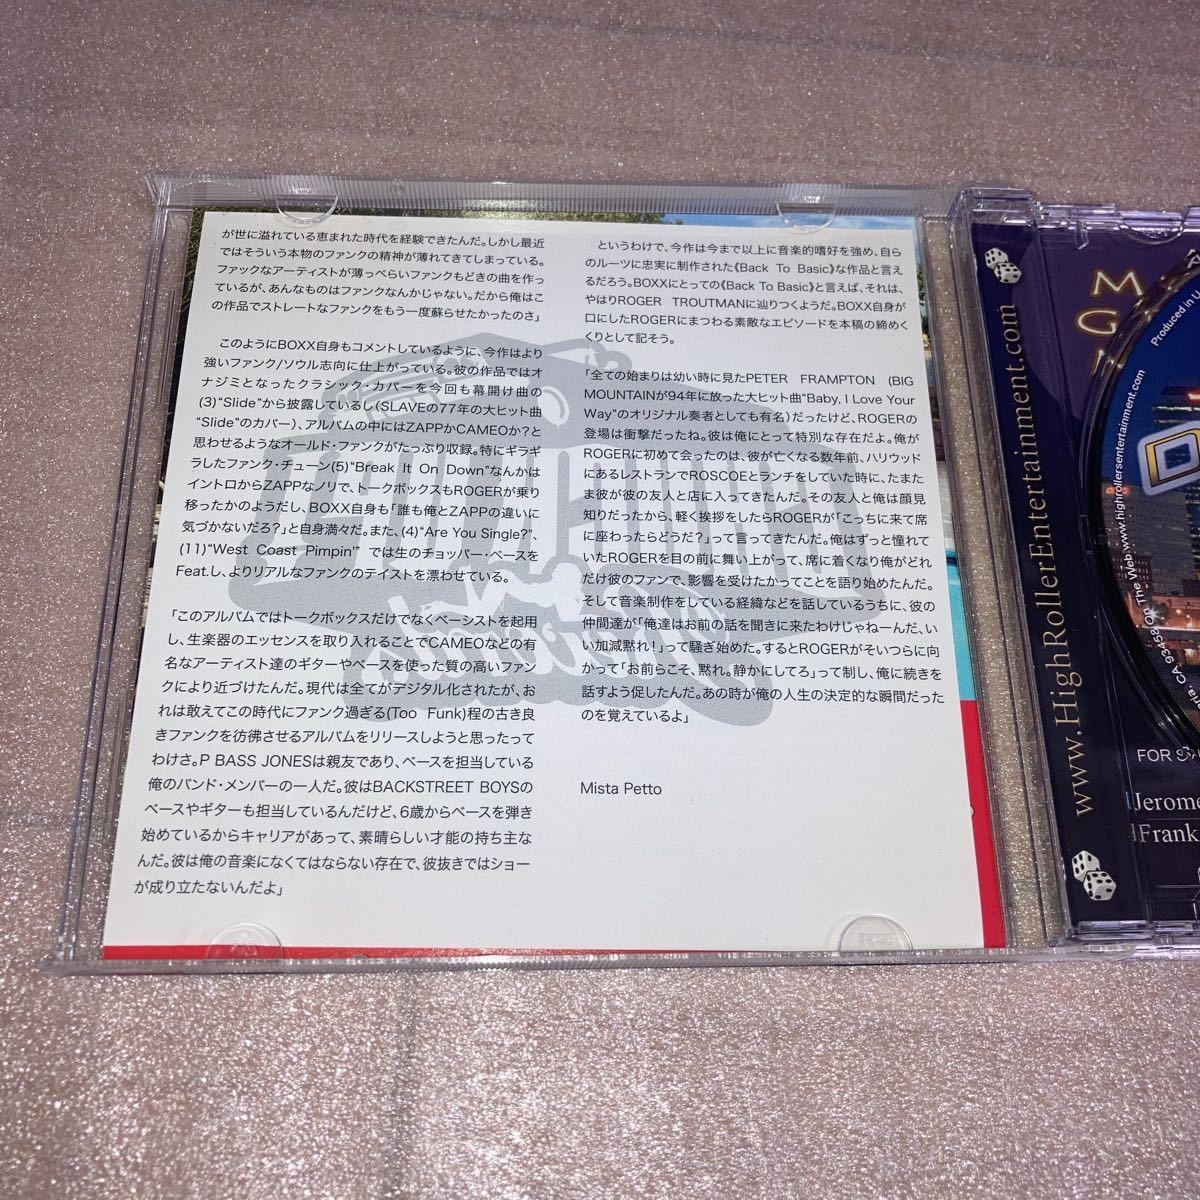 が世に溢れている恵まれた時代を経験できたんだ。しかし最近
ではそういう本物のファンクの精神が薄れてきてしまっている。
ファックなアーティストが薄っぺらいファンクもどきの曲を作っ
ているが、あんなものはファンクなんかじゃない。だから俺はこ
の作品でストレートなファンクをもう一度蘇らせたかったのさ」
このようにBOXX自身もコメントしているように、今作はより
強いファンク/ソウル志向に仕上がっている。彼の作品ではオ
ナジミとなったクラシック・カバーを今回も幕開け曲の
(3)“Slide”から披露しているし(SLAVEの77年の大ヒット曲
“Slide”のカバー)、アルバムの中にはZAPPかCAMEOか?と
思わせるようなオールド・ファンクがたっぷり収録。特にギラギ
ラしたファンク・チューン(5)“Break It On Down”なんかは
イントロからZAPPなノリで、トークボックスもROGERが乗り
移ったかのようだし、BOXX自身も「誰も俺とZAPPの違いに
気づかないだろ?」と自身満々だ。また、(4)“Are You Single?”、
(11)“West Coast Pimpin'” では生のチョッパー・ベースを
Feat.し、よりリアルなファンクのテイストを漂わせている。
「このアルバムではトークボックスだけでなくベーシストを起用
し、生楽器のエッセンスを取り入れることでCAMEOなどの有
名なアーティスト達のギターやベースを使った質の高いファン
クにより近づけたんだ。現代は全てがデジタル化されたが、お
れは敢えてこの時代にファンク過ぎる(Too Funk)程の古き良
きファンクを彷彿させるアルバムをリリースしようと思ったって
わけさ。P BASS JONESは親友であり、ベースを担当している
俺のバンド・メンバーの一人だ。彼はBACKSTREET BOYSの
ベースやギターも担当しているんだけど、6歳からベースを弾き
始めているからキャリアがあって、素晴らしい才能の持ち主な
んだ。彼は俺の音楽になくてはならない存在で、彼抜きではショー
が成り立たないんだよ」
というわけで、今作は今まで以上に音楽的嗜好を強め、自ら
のルーツに忠実に制作された《Back To Basic》な作品と言え
るだろう。BOXXにとっての《Back To Basic》と言えば、それは、
やはりROGER TROUTMANに辿りつくようだ。BOXX自身が
口にしたROGERにまつわる素敵なエピソードを本稿の締めく
くりとして記そう。
「全ての始まりは幼い時に見たPETER FRAMPTON (BIG
MOUNTAINが94年に放った大ヒット曲“Baby, I Love Your
Way”のオリジナル奏者としても有名)だったけど、ROGERの
登場は衝撃だったね。彼は俺にとって特別な存在だよ。俺が
ROGERに初めて会ったのは、彼が亡くなる数年前、ハリウッド
にあるレストランでROSCOEとランチをしていた時に、たまた
ま彼が彼の友人と店に入ってきたんだ。その友人と俺は顔見
知りだったから、軽く挨拶をしたらROGERが「こっちに来て席
に座わったらどうだ?」って言ってきたんだ。俺はずっと憧れて
いたROGERを目の前に舞い上がって、席に着くなり俺がどれ
だけ彼のファンで、影響を受けたかってことを語り始めたんだ。
そして音楽制作をしている経緯などを話しているうちに、彼の
仲間達が「俺達はお前の話を聞きに来たわけじゃねーんだ、い
い加減黙れ!」って騒ぎ始めた。するとROGERがそいつらに向
かって「お前らこそ、黙れ。静かにしてろ」って制し、俺に続きを
話すよう促したんだ。あの時が俺の人生の決定的な瞬間だった
のを覚えているよ」
Mista Petto
www.HighRollerEntertainment.com
M
G
Produced in U
On The Web www.highrollersentertainment.com
CA 93458
D
FOR
Jerome
Frank